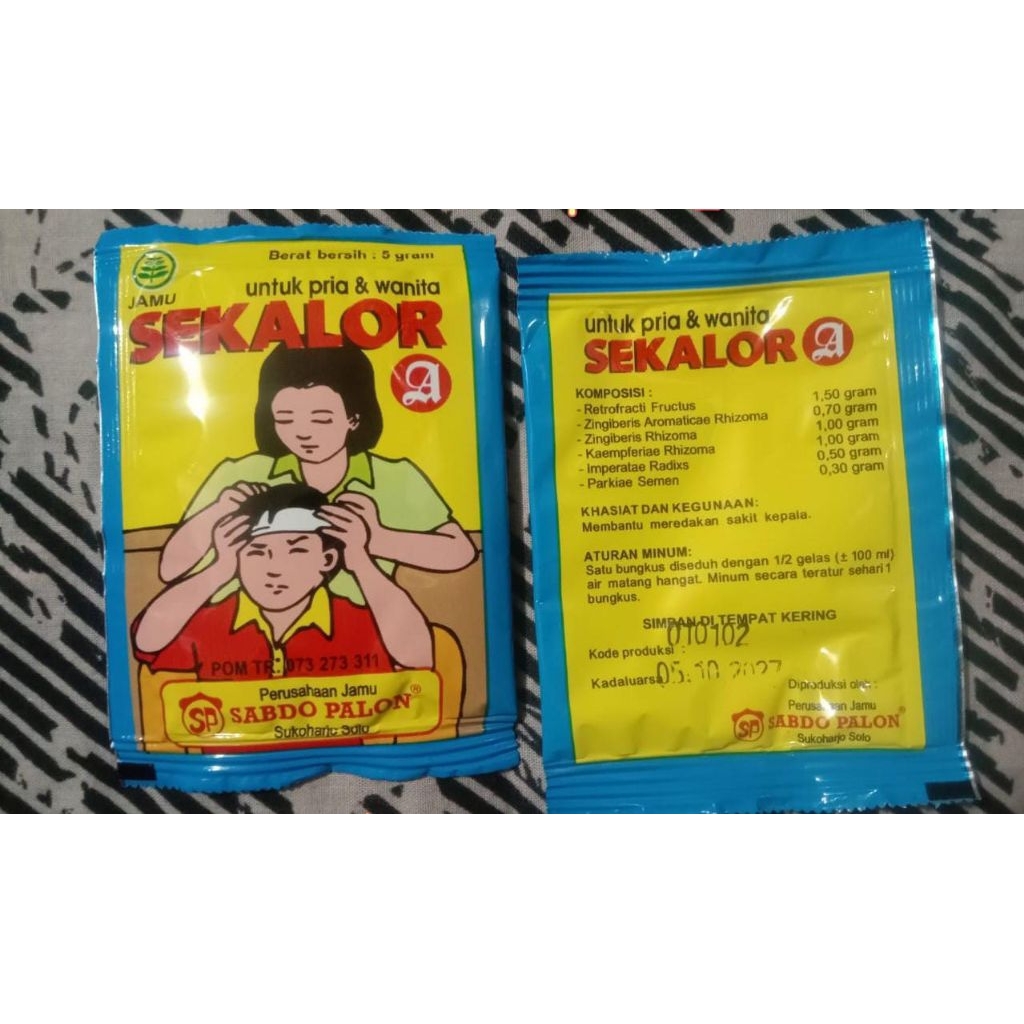 Berat bersih : 5 gram
JAMU
untuk pria & wanita
SEKALOR
A
POM TR. 073 273 311
Perusahaan Jamu
SP SABDO PALON®
Sukoharjo Solo
untuk pria & wanita
SEKALOR A
KOMPOSISI :
- Retrofracti Fructus 1,50 gram
- Zingiberis Aromaticae Rhizoma 0,70 gram
- Zingiberis Rhizoma 1,00 gram
- Kaempferiae Rhizoma 1,00 gram
- Imperatae Radixs 0,50 gram
- Parkiae Semen 0,30 gram
KHASIAT DAN KEGUNAAN:
Membantu meredakan sakit kepala.
ATURAN MINUM:
Satu bungkus diseduh dengan 1/2 gelas (± 100 ml)
air matang hangat. Minum secara teratur sehari 1
bungkus.
SIMPAN DI TEMPAT KERING
Kode produksi : 010102
Kadaluarsa 05.10.2027
Diproduksi oleh :
Perusahaan Jamu
SP SABDO PALON®
Sukoharjo Solo